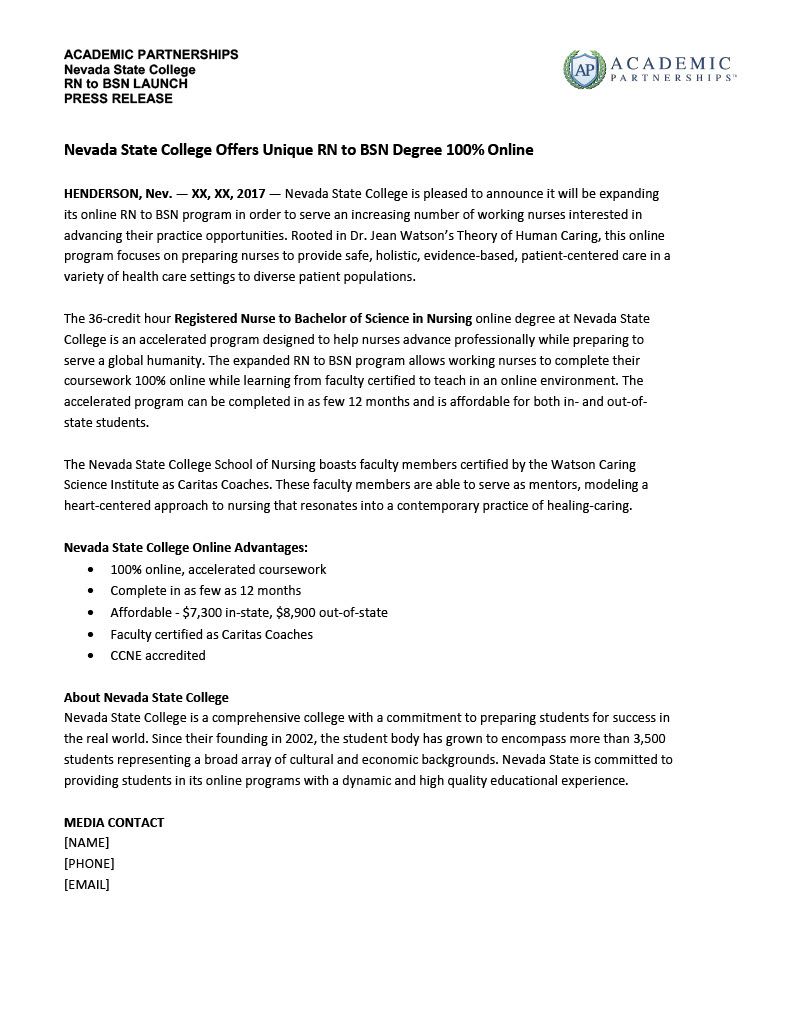 ACADEMIC PARTNERSHIPS
Nevada State College
RN to BSN LAUNCH
PRESS RELEASE
AP ACADEMIC
PARTNERSHIPS™
Nevada State College Offers Unique RN to BSN Degree 100% Online
HENDERSON, Nev. — XX, XX, 2017 — Nevada State College is pleased to announce it will be expanding
its online RN to BSN program in order to serve an increasing number of working nurses interested in
advancing their practice opportunities. Rooted in Dr. Jean Watson’s Theory of Human Caring, this online
program focuses on preparing nurses to provide safe, holistic, evidence-based, patient-centered care in a
variety of health care settings to diverse patient populations.
The 36-credit hour Registered Nurse to Bachelor of Science in Nursing online degree at Nevada State
College is an accelerated program designed to help nurses advance professionally while preparing to
serve a global humanity. The expanded RN to BSN program allows working nurses to complete their
coursework 100% online while learning from faculty certified to teach in an online environment. The
accelerated program can be completed in as few 12 months and is affordable for both in- and out-of-
state students.
The Nevada State College School of Nursing boasts faculty members certified by the Watson Caring
Science Institute as Caritas Coaches. These faculty members are able to serve as mentors, modeling a
heart-centered approach to nursing that resonates into a contemporary practice of healing-caring.
Nevada State College Online Advantages:
• 100% online, accelerated coursework
• Complete in as few as 12 months
• Affordable - $7,300 in-state, $8,900 out-of-state
• Faculty certified as Caritas Coaches
• CCNE accredited
About Nevada State College
Nevada State College is a comprehensive college with a commitment to preparing students for success in
the real world. Since their founding in 2002, the student body has grown to encompass more than 3,500
students representing a broad array of cultural and economic backgrounds. Nevada State is committed to
providing students in its online programs with a dynamic and high quality educational experience.
MEDIA CONTACT
[NAME]
[PHONE]
[EMAIL]